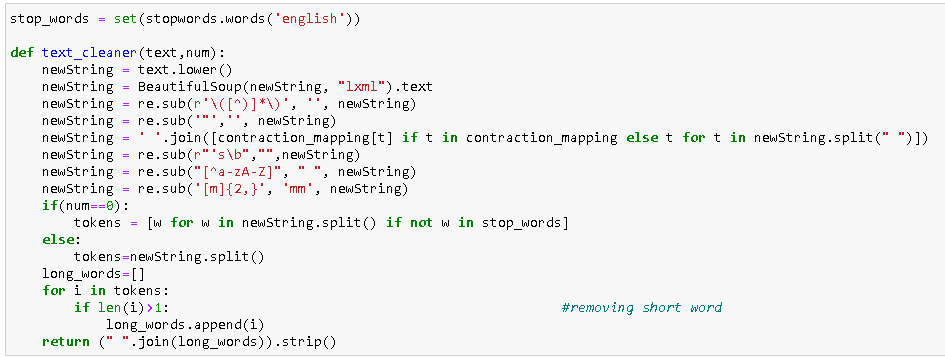 stop_words = set(stopwords.words('english'))
def text_cleaner(text,num):
newString = text.lower()
newString = BeautifulSoup(newString, "lxml").text
newString = re.sub(r'\([^)]*\)', '', newString)
newString = re.sub('"','', newString)
newString = ' '.join([contraction_mapping[t] if t in contraction_mapping else t for t in newString.split(" ")])
newString = re.sub(r"'s\b","",newString)
newString = re.sub("[^a-zA-Z]", " ", newString)
newString = re.sub('[m]{2,}', 'mm', newString)
if(num==0):
tokens = [w for w in newString.split() if not w in stop_words]
else:
tokens=newString.split()
long_words=[]
for i in tokens:
if len(i)>1: #removing short word
long_words.append(i)
return (" ".join(long_words)).strip()